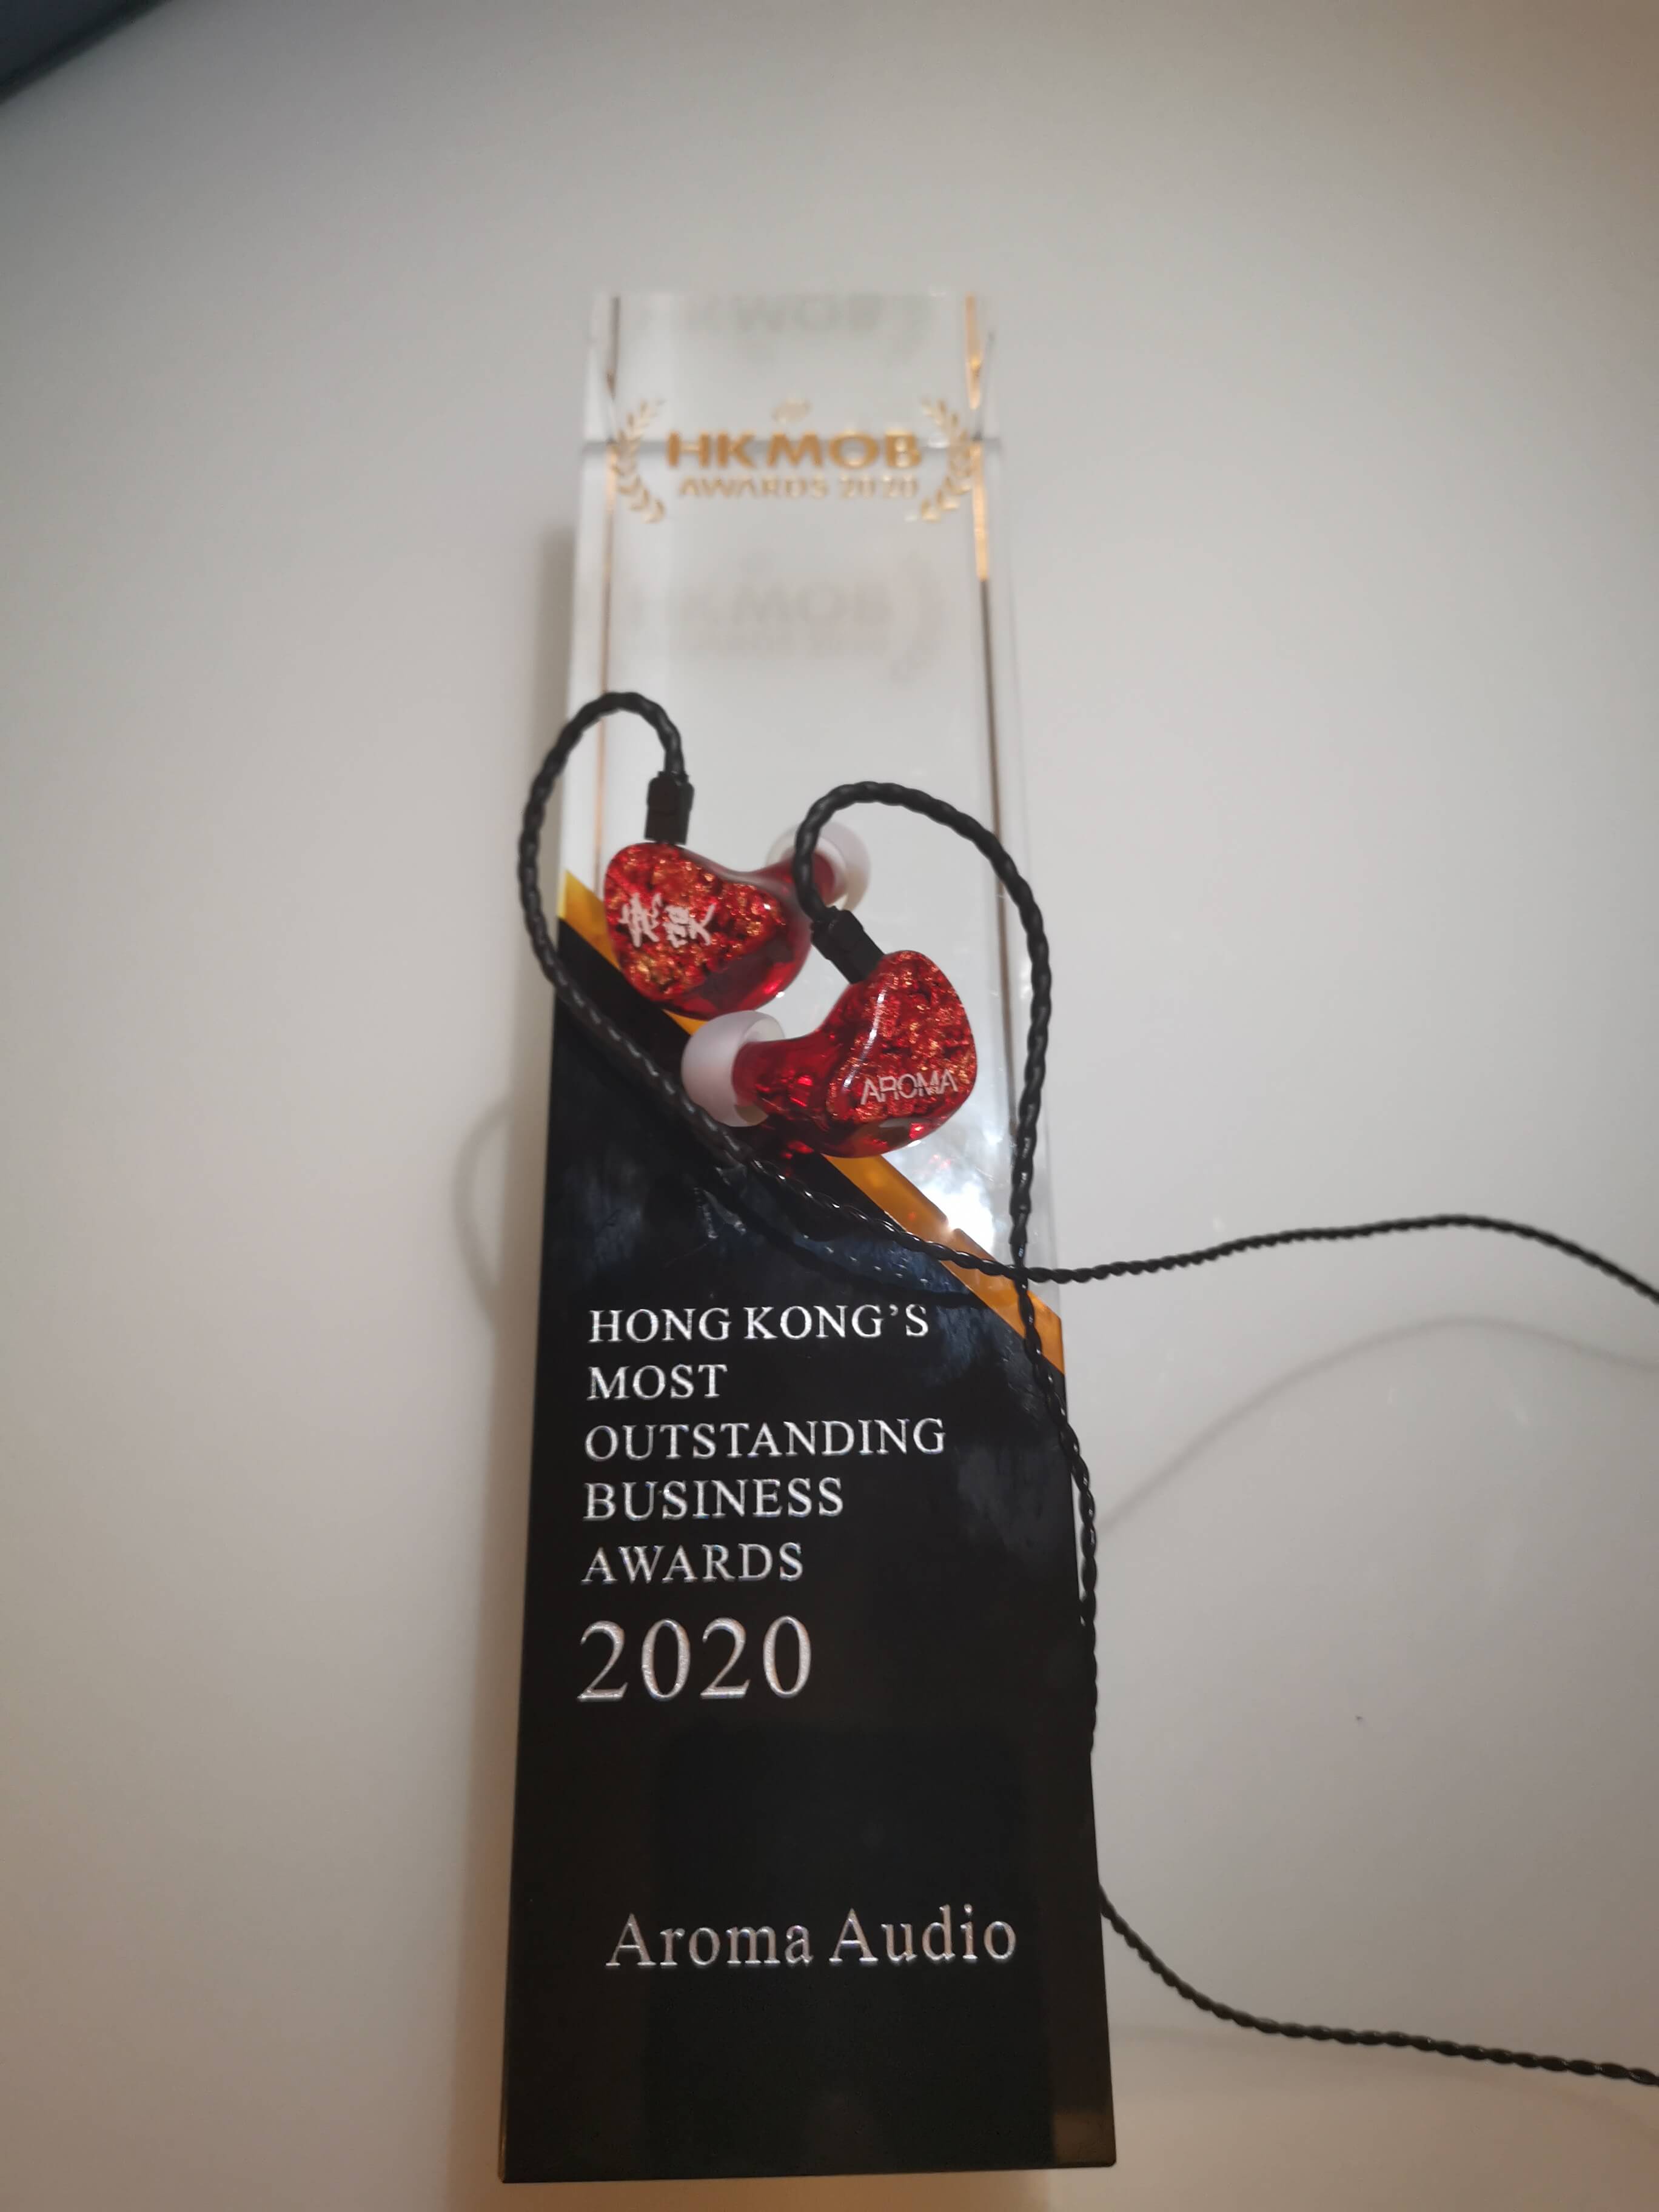 HKMOB
AWARDS 2020
AROMA
HONG KONG'S
MOST
OUTSTANDING
BUSINESS
AWARDS
2020
Aroma Audio